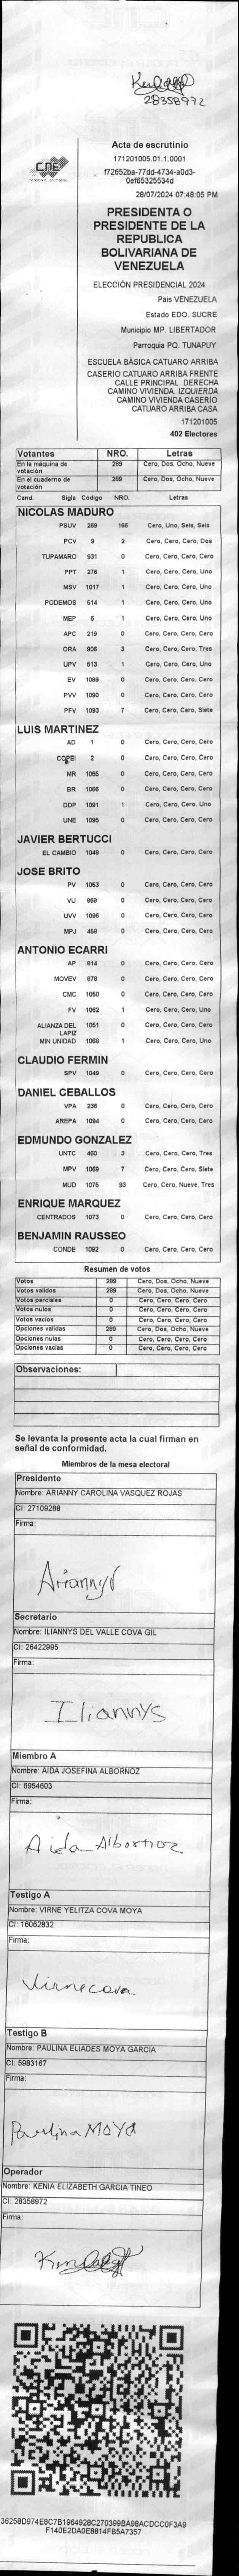 28358972
CNE
Acta de escrutinio
171201005.01.1.0001
f72652ba-77dd-4734-a0d3-
0ef65325534d
28/07/2024 07:48:05 PM
PRESIDENTA O
PRESIDENTE DE LA
REPUBLICA
BOLIVARIANA DE
VENEZUELA
ELECCIÓN PRESIDENCIAL 2024
País VENEZUELA
Estado EDO. SUCRE
Municipio MP. LIBERTADOR
Parroquia PQ. TUNAPUY
ESCUELA BÁSICA CATUARO ARRIBA
CASERIO CATUARO ARRIBA FRENTE
CALLE PRINCIPAL. DERECHA
CAMINO VIVIENDA. IZQUIERDA
CAMINO VIVIENDA CASERÍO
CATUARO ARRIBA CASA
171201005
402 Electores
Votantes NRO. Letras
En la máquina de votación 289 Cero, Dos, Ocho, Nueve
En el cuaderno de votación 289 Cero, Dos, Ocho, Nueve
Cand. Sigla Código NRO. Letras
NICOLAS MADURO
PSUV 269 166 Cero, Uno, Seis, Seis
PCV 9 2 Cero, Cero, Cero, Dos
TUPAMARO 931 0 Cero, Cero, Cero, Cero
PPT 276 1 Cero, Cero, Cero, Uno
MSV 1017 1 Cero, Cero, Cero, Uno
PODEMOS 514 1 Cero, Cero, Cero, Uno
MEP 6 1 Cero, Cero, Cero, Uno
APC 219 0 Cero, Cero, Cero, Cero
ORA 906 3 Cero, Cero, Cero, Tres
UPV 513 1 Cero, Cero, Cero, Uno
EV 1089 0 Cero, Cero, Cero, Cero
PVV 1090 0 Cero, Cero, Cero, Cero
PFV 1093 7 Cero, Cero, Cero, Siete
LUIS MARTINEZ
AD 1 0 Cero, Cero, Cero, Cero
COPEI 2 0 Cero, Cero, Cero, Cero
MR 1065 0 Cero, Cero, Cero, Cero
BR 1066 0 Cero, Cero, Cero, Cero
DDP 1091 1 Cero, Cero, Cero, Uno
UNE 1095 0 Cero, Cero, Cero, Cero
JAVIER BERTUCCI
EL CAMBIO 1048 0 Cero, Cero, Cero, Cero
JOSE BRITO
PV 1053 0 Cero, Cero, Cero, Cero
VU 969 0 Cero, Cero, Cero, Cero
UVV 1096 0 Cero, Cero, Cero, Cero
MPJ 458 0 Cero, Cero, Cero, Cero
ANTONIO ECARRI
AP 914 0 Cero, Cero, Cero, Cero
MOVEV 979 0 Cero, Cero, Cero, Cero
CMC 1050 0 Cero, Cero, Cero, Cero
FV 1062 1 Cero, Cero, Cero, Uno
ALIANZA DEL LAPIZ 1051 0 Cero, Cero, Cero, Cero
MIN UNIDAD 1068 1 Cero, Cero, Cero, Uno
CLAUDIO FERMIN
SPV 1049 0 Cero, Cero, Cero, Cero
DANIEL CEBALLOS
VPA 236 0 Cero, Cero, Cero, Cero
AREPA 1094 0 Cero, Cero, Cero, Cero
EDMUNDO GONZALEZ
UNTC 460 3 Cero, Cero, Cero, Tres
MPV 1069 7 Cero, Cero, Cero, Siete
MUD 1075 93 Cero, Cero, Nueve, Tres
ENRIQUE MARQUEZ
CENTRADOS 1073 0 Cero, Cero, Cero, Cero
BENJAMIN RAUSSEO
CONDE 1092 0 Cero, Cero, Cero, Cero
Resumen de votos
Votos 289 Cero, Dos, Ocho, Nueve
Votos validos 289 Cero, Dos, Ocho, Nueve
Votos parciales 0 Cero, Cero, Cero, Cero
Votos nulos 0 Cero, Cero, Cero, Cero
Votos vacios 0 Cero, Cero, Cero, Cero
Opciones validas 289 Cero, Dos, Ocho, Nueve
Opciones nulas 0 Cero, Cero, Cero, Cero
Opciones vacias 0 Cero, Cero, Cero, Cero
Observaciones:
Se levanta la presente acta la cual firman en
señal de conformidad.
Miembros de la mesa electoral
Presidente
Nombre: ARIANNY CAROLINA VASQUEZ ROJAS
CI: 27109288
Firma:
Ariannys
Secretario
Nombre: ILIANNYS DEL VALLE COVA GIL
CI: 26422995
Firma:
Iliannys
Miembro A
Nombre: AIDA JOSEFINA ALBORNOZ
CI: 6954603
Firma:
Aida Albornoz
Testigo A
Nombre: VIRNE YELITZA COVA MOYA
CI: 16062832
Firma:
Virne cova
Testigo B
Nombre: PAULINA ELIADES MOYA GARCIA
CI: 5983167
Firma:
Paulina MOYA
Operador
Nombre: KENIA ELIZABETH GARCIA TINEO
CI: 28358972
Firma:
36258D974E8C7B1964928C270399BA98ACDCC0F3A9
F140E2DA0E8814FB5A7357